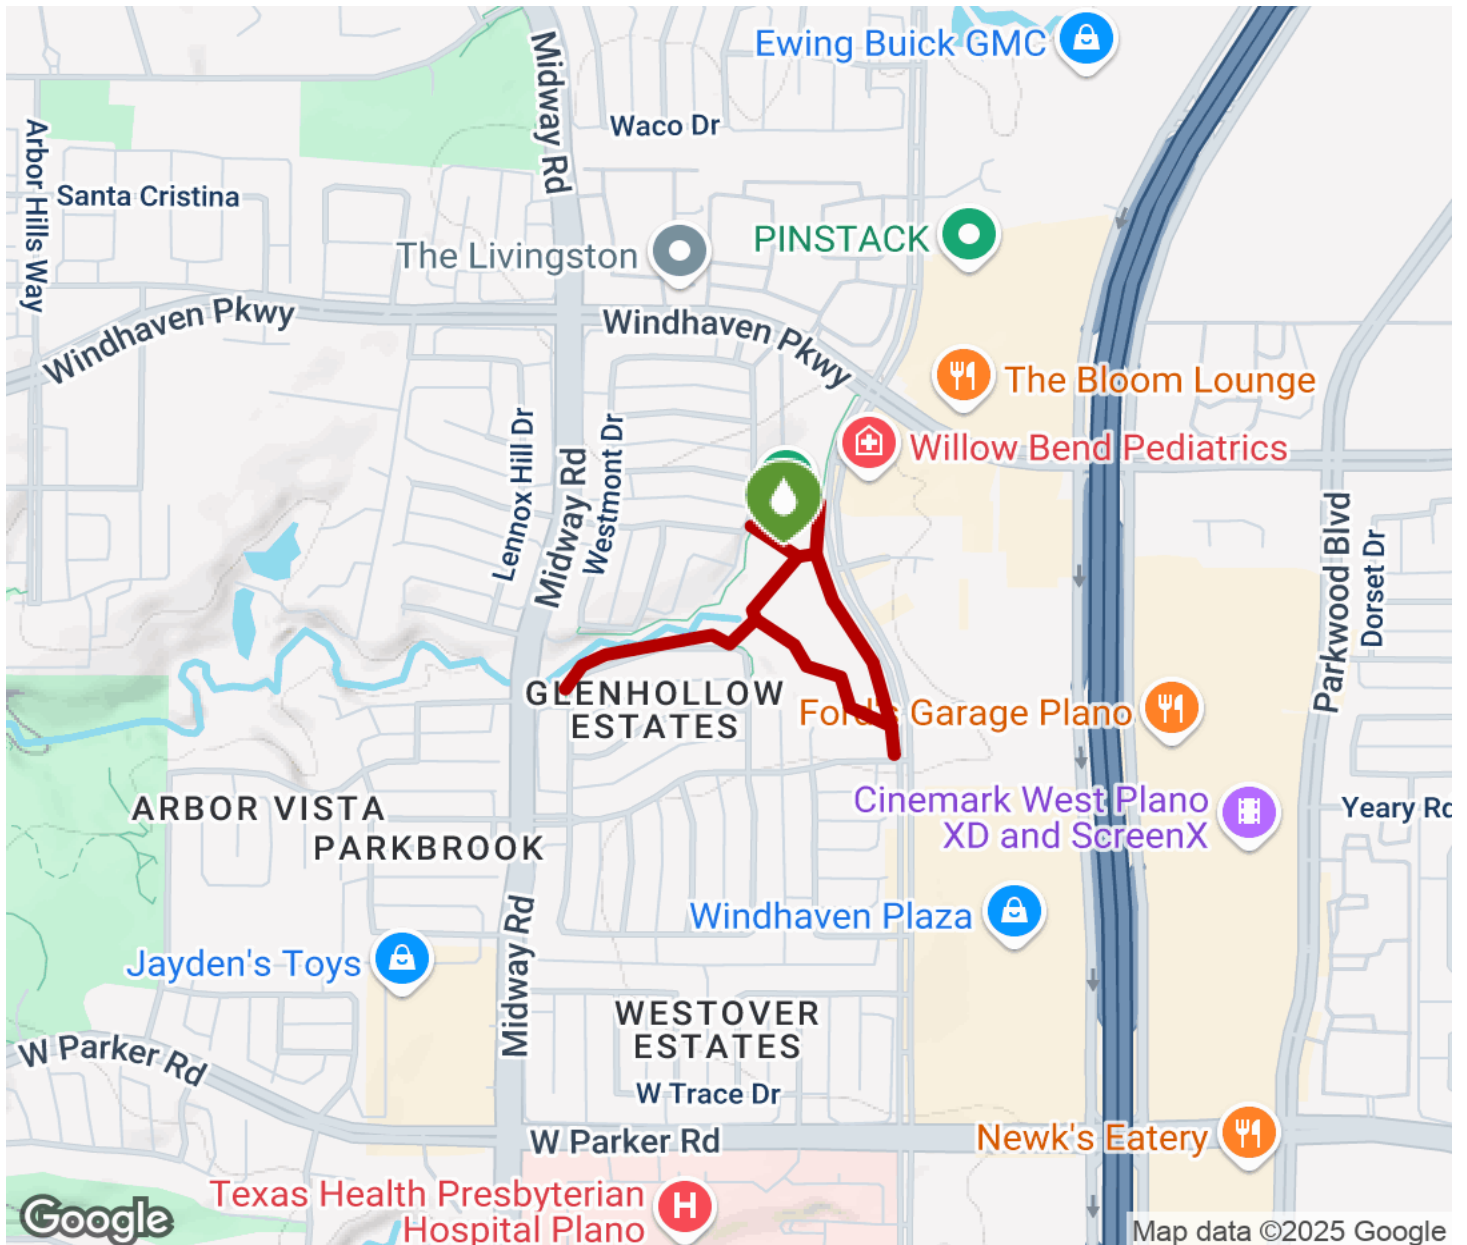 Ewing Buick GMC
Midway Rd
Waco Dr
Arbor Hills Way
Santa Cristina
PINSTACK
The Livingston
Windhaven Pkwy
Windhaven Pkwy
The Bloom Lounge
Willow Bend Pediatrics
Lennox Hill Dr
Westmont Dr
Midway Rd
Parkwood Blvd
Dorset Dr
GLENHOLLOW
ESTATES
Ford's Garage Plano
ARBOR VISTA
Cinemark West Plano
XD and ScreenX
Yeary Rd
PARKBROOK
Windhaven Plaza
Midway Rd
Jayden's Toys
WESTOVER
ESTATES
W Parker Rd
W Trace Dr
W Parker Rd
Newk's Eatery
Texas Health Presbyterian
Hospital Plano
H
Google
Map data ©2025 Google